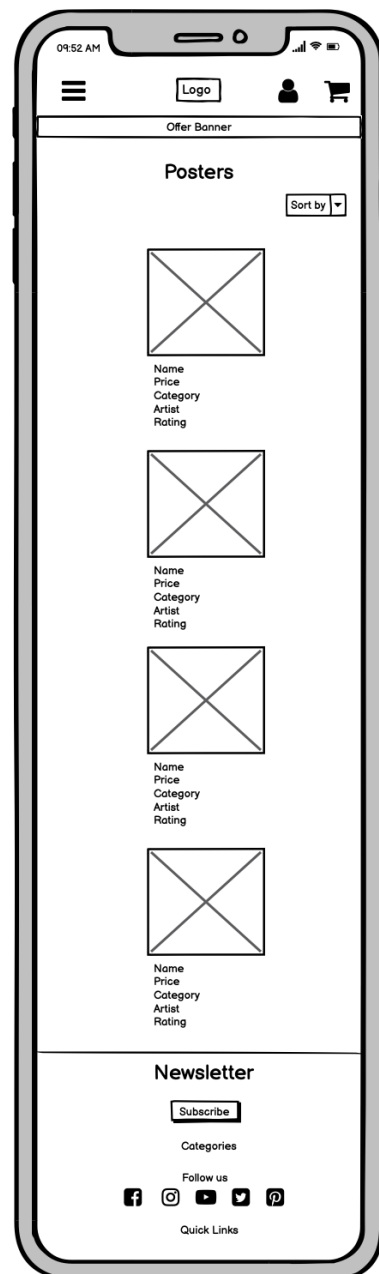 09:52 AM
Logo
Offer Banner
Posters
Sort by
Name
Price
Category
Artist
Rating
Name
Price
Category
Artist
Rating
Name
Price
Category
Artist
Rating
Name
Price
Category
Artist
Rating
Newsletter
Subscribe
Categories
Follow us
Quick Links